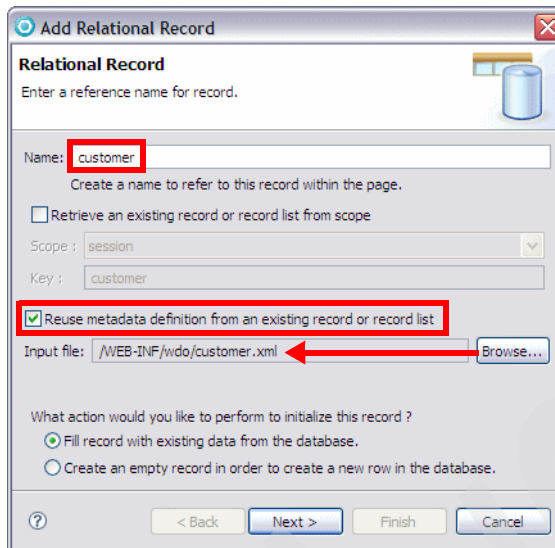 Add Relational Record
Relational Record
Enter a reference name for record.
Name: customer
Create a name to refer to this record within the page.
Retrieve an existing record or record list from scope
Scope : session
Key : customer
Reuse metadata definition from an existing record or record list
Input file: /WEB-INF/wdo/customer.xml Browse...
What action would you like to perform to initialize this record ?
Fill record with existing data from the database.
Create an empty record in order to create a new row in the database.
? < Back Next > Finish Cancel